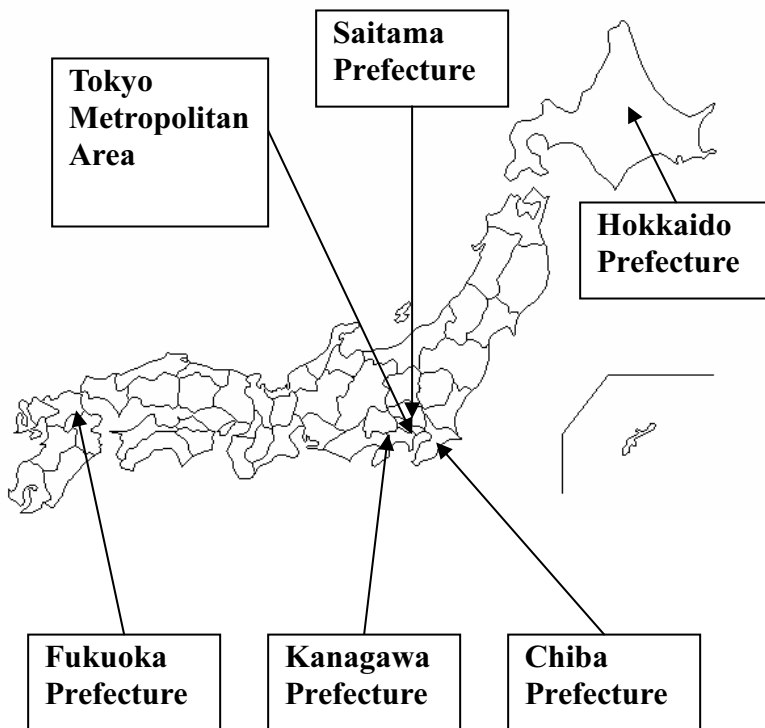 Saitama
Prefecture
Tokyo
Metropolitan
Area
Hokkaido
Prefecture
Fukuoka
Prefecture
Kanagawa
Prefecture
Chiba
Prefecture